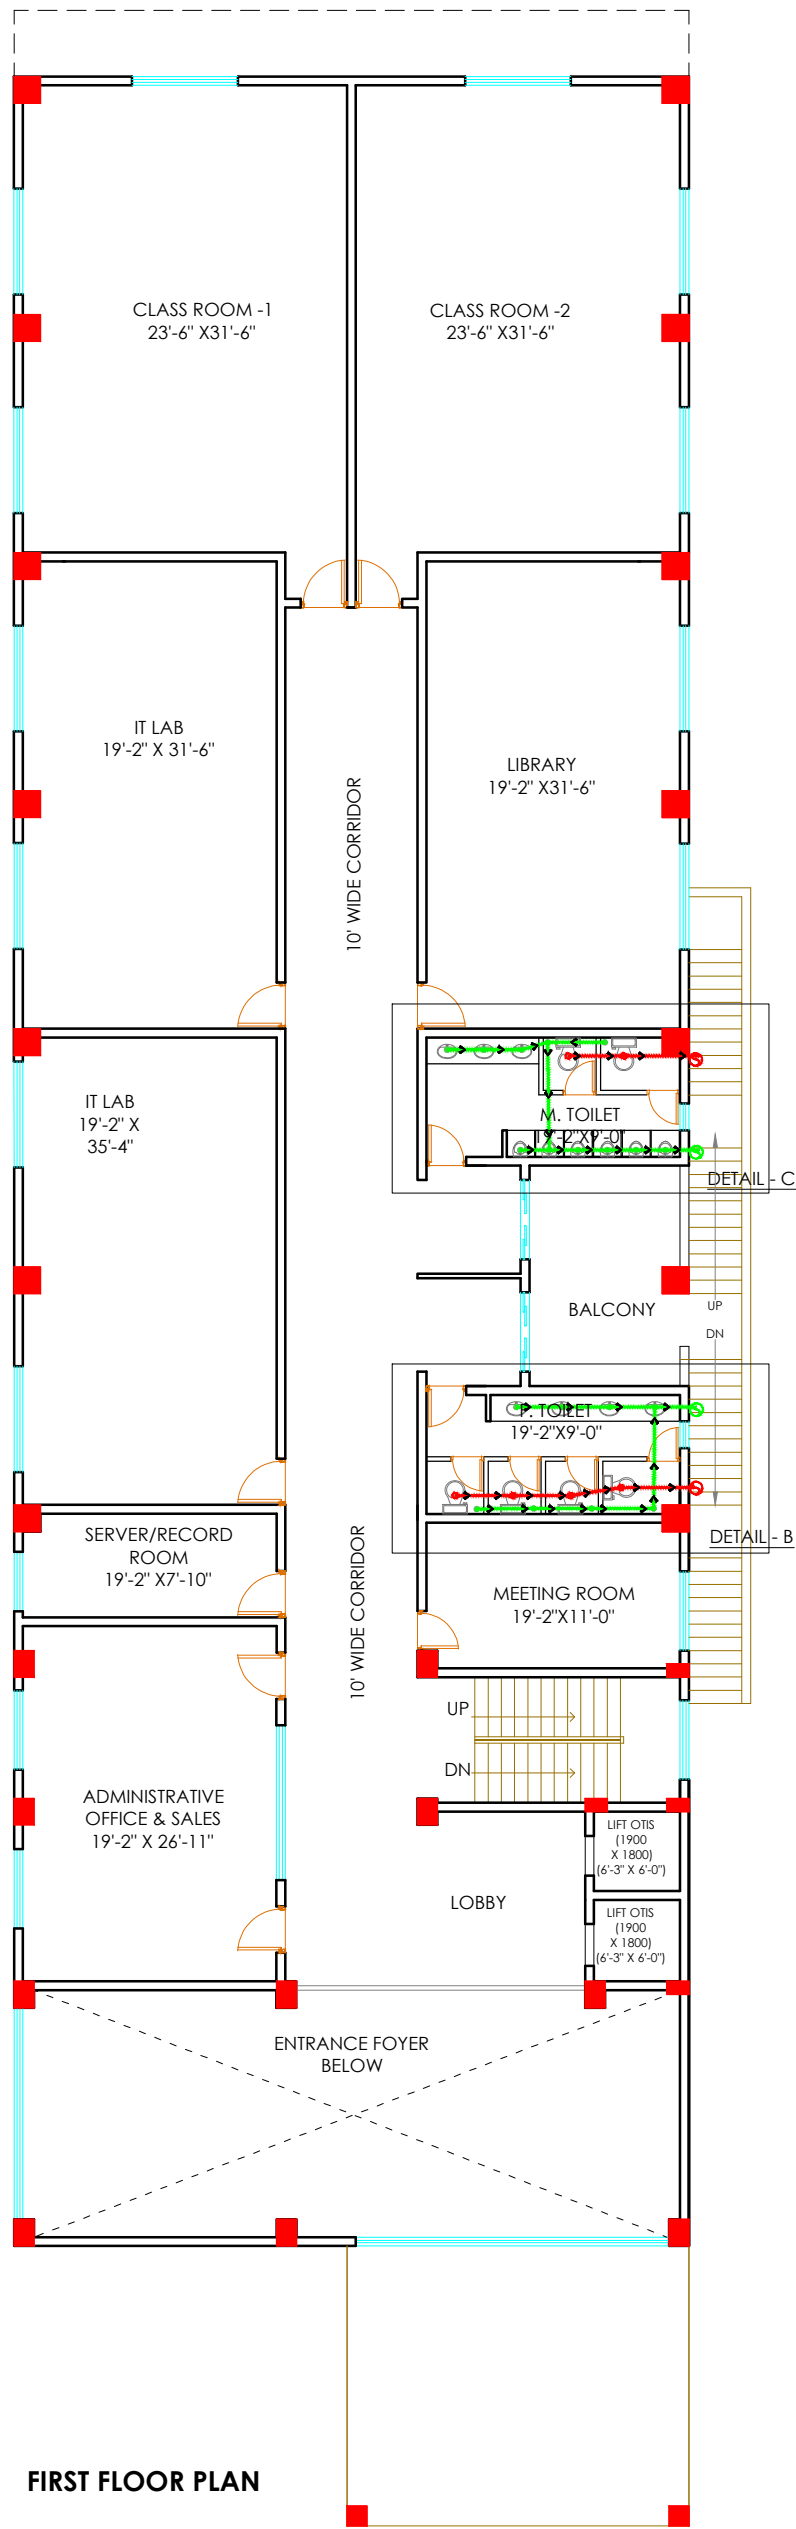 CLASS ROOM -1
23'-6" X31'-6"
CLASS ROOM -2
23'-6" X31'-6"
IT LAB
19'-2" X 31'-6"
LIBRARY
19'-2" X31'-6"
10' WIDE CORRIDOR
IT LAB
19'-2" X
35'-4"
M. TOILET
19'-2"X9'-0"
DETAIL - C
BALCONY
UP
DN
F. TOILET
19'-2"X9'-0"
DETAIL - B
SERVER/RECORD
ROOM
19'-2" X7'-10"
10' WIDE CORRIDOR
MEETING ROOM
19'-2"X11'-0"
UP
DN
ADMINISTRATIVE
OFFICE & SALES
19'-2" X 26'-11"
LIFT OTIS
(1900
X 1800)
(6'-3" X 6'-0")
LOBBY
LIFT OTIS
(1900
X 1800)
(6'-3" X 6'-0")
ENTRANCE FOYER
BELOW
FIRST FLOOR PLAN